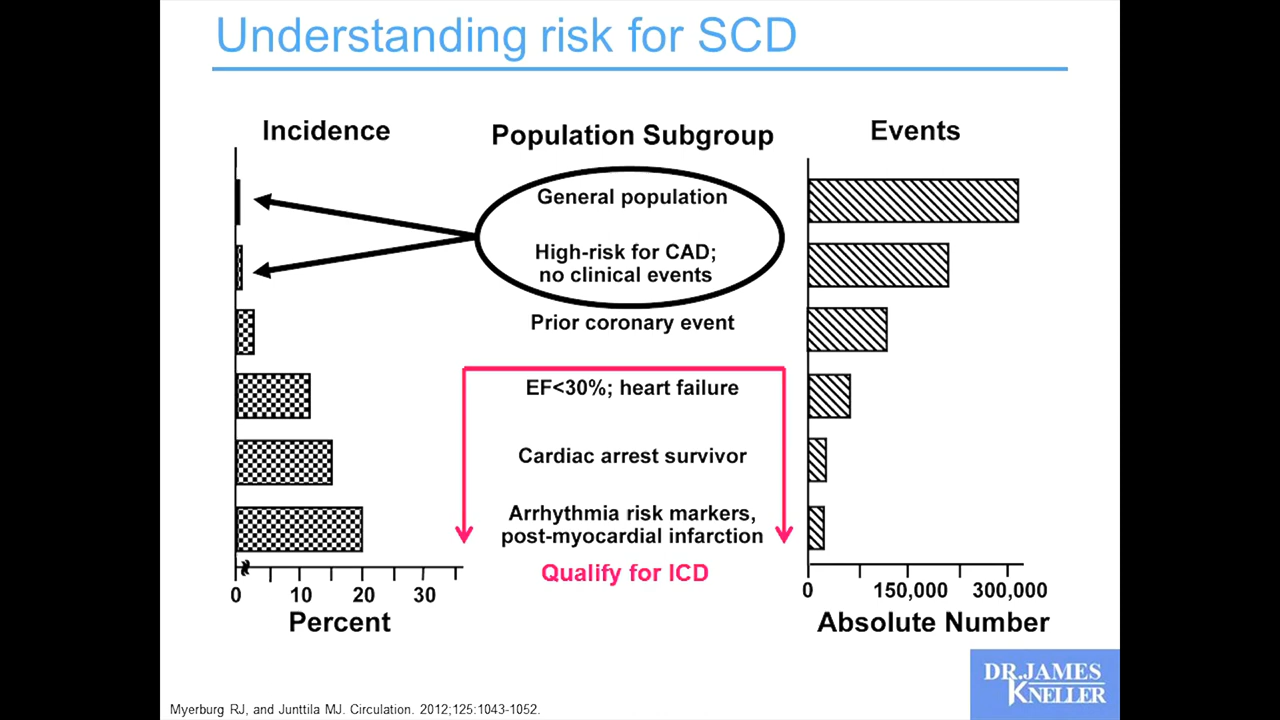 Understanding risk for SCD
Incidence
Population Subgroup
Events
General population
High-risk for CAD;
no clinical events
Prior coronary event
EF<30%; heart failure
Cardiac arrest survivor
Arrhythmia risk markers,
post-myocardial infarction
Qualify for ICD
0 10 20 30
Percent
0 150,000 300,000
Absolute Number
DR.JAMES
KNELLER
Myerburg RJ, and Junttila MJ. Circulation. 2012;125:1043-1052.